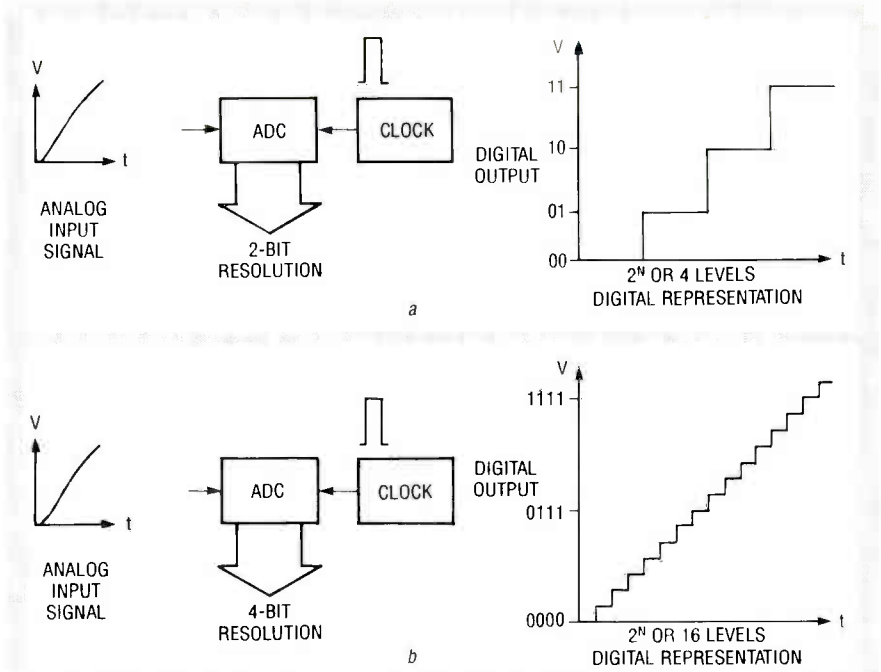 V
t
ANALOG
INPUT
SIGNAL
ADC
CLOCK
2-BIT
RESOLUTION
V
11
10
01
00
DIGITAL
OUTPUT
t
2ᴺ OR 4 LEVELS
DIGITAL REPRESENTATION
a
V
t
ANALOG
INPUT
SIGNAL
ADC
CLOCK
4-BIT
RESOLUTION
V
1111
DIGITAL
OUTPUT
0111
0000
t
2ᴺ OR 16 LEVELS
DIGITAL REPRESENTATION
b